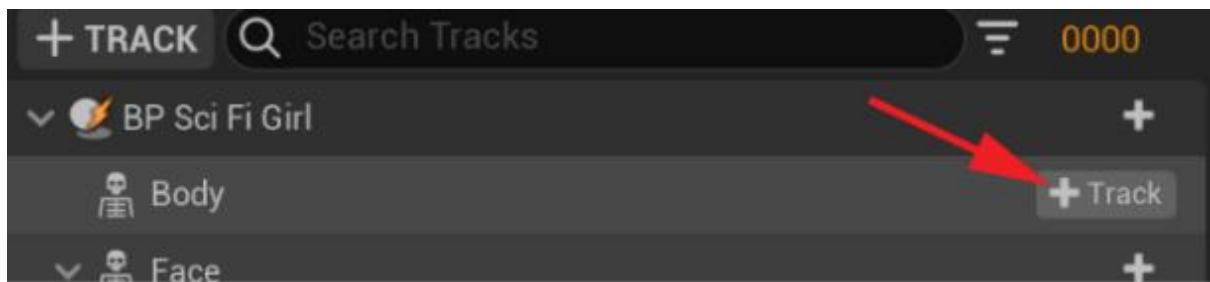 + TRACK Search Tracks 0000
BP Sci Fi Girl +
Body + Track
Face +